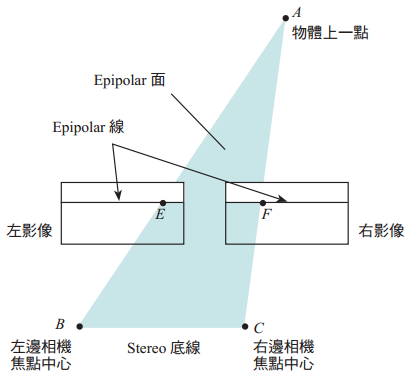 A
物體上一點
Epipolar 面
Epipolar 線
E
F
左影像
右影像
B
C
左邊相機
焦點中心
Stereo 底線
右邊相機
焦點中心